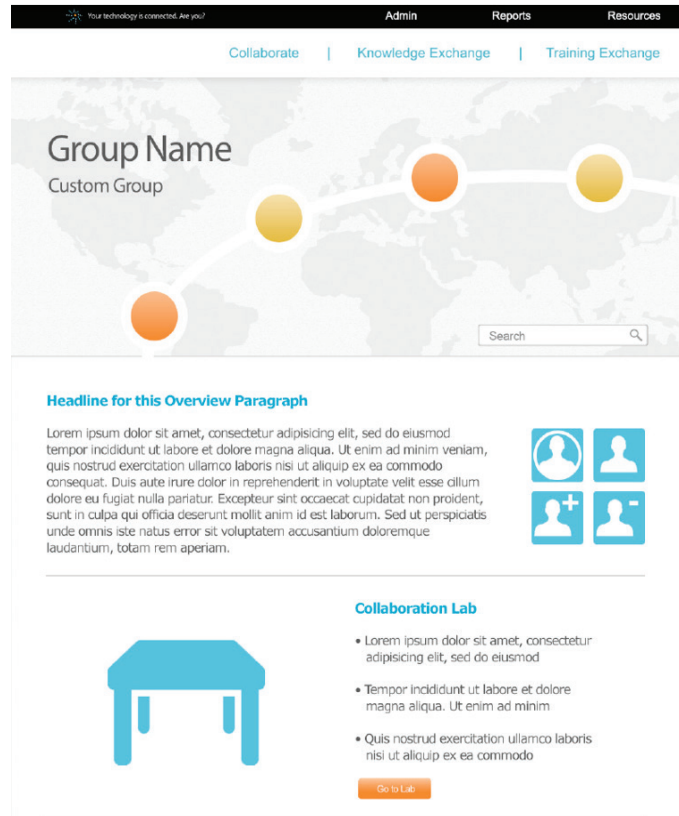 Your technology is connected. Are you?
Admin
Reports
Resources
Collaborate | Knowledge Exchange | Training Exchange
Group Name
Custom Group
Search
Headline for this Overview Paragraph
Lorem ipsum dolor sit amet, consectetur adipisicing elit, sed do eiusmod
tempor incididunt ut labore et dolore magna aliqua. Ut enim ad minim veniam,
quis nostrud exercitation ullamco laboris nisi ut aliquip ex ea commodo
consequat. Duis aute irure dolor in reprehenderit in voluptate velit esse cillum
dolore eu fugiat nulla pariatur. Excepteur sint occaecat cupidatat non proident,
sunt in culpa qui officia deserunt mollit anim id est laborum. Sed ut perspiciatis
unde omnis iste natus error sit voluptatem accusantium doloremque
laudantium, totam rem aperiam.
Collaboration Lab
• Lorem ipsum dolor sit amet, consectetur
adipisicing elit, sed do eiusmod
• Tempor incididunt ut labore et dolore
magna aliqua. Ut enim ad minim
• Quis nostrud exercitation ullamco laboris
nisi ut aliquip ex ea commodo
Go to Lab